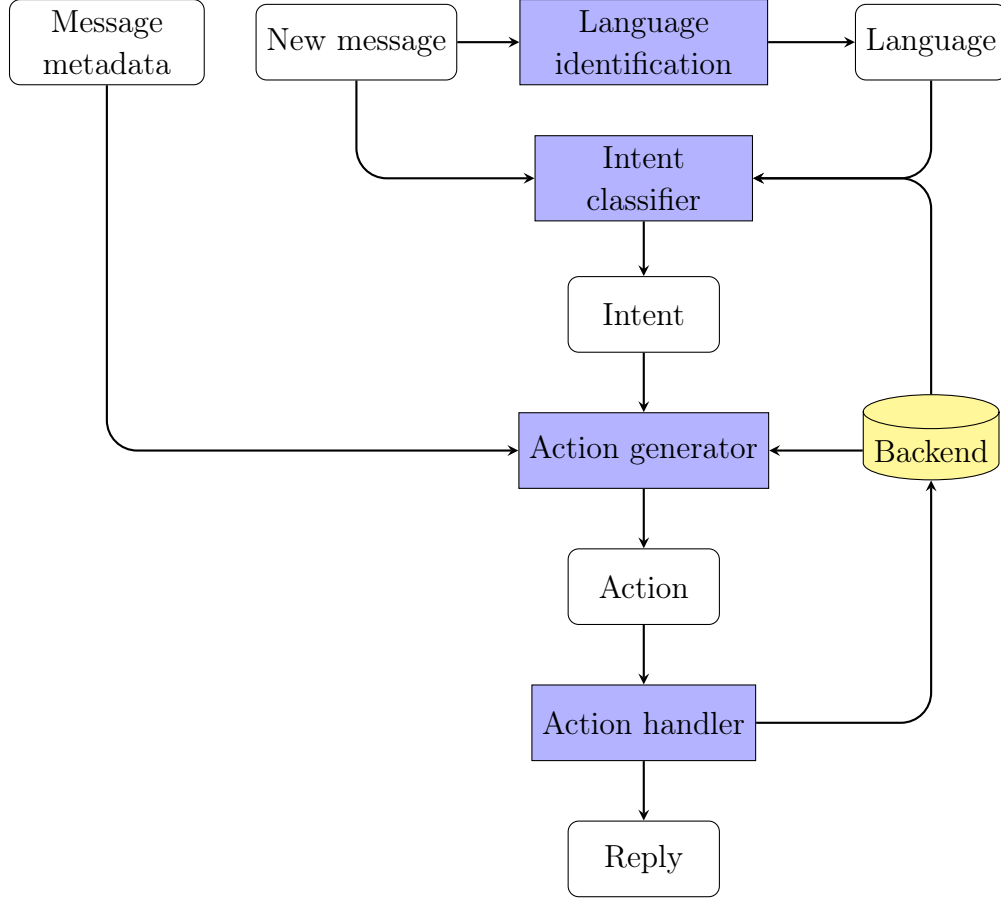 Message
metadata
New message
Language
identification
Language
Intent
classifier
Intent
Action generator
Backend
Action
Action handler
Reply